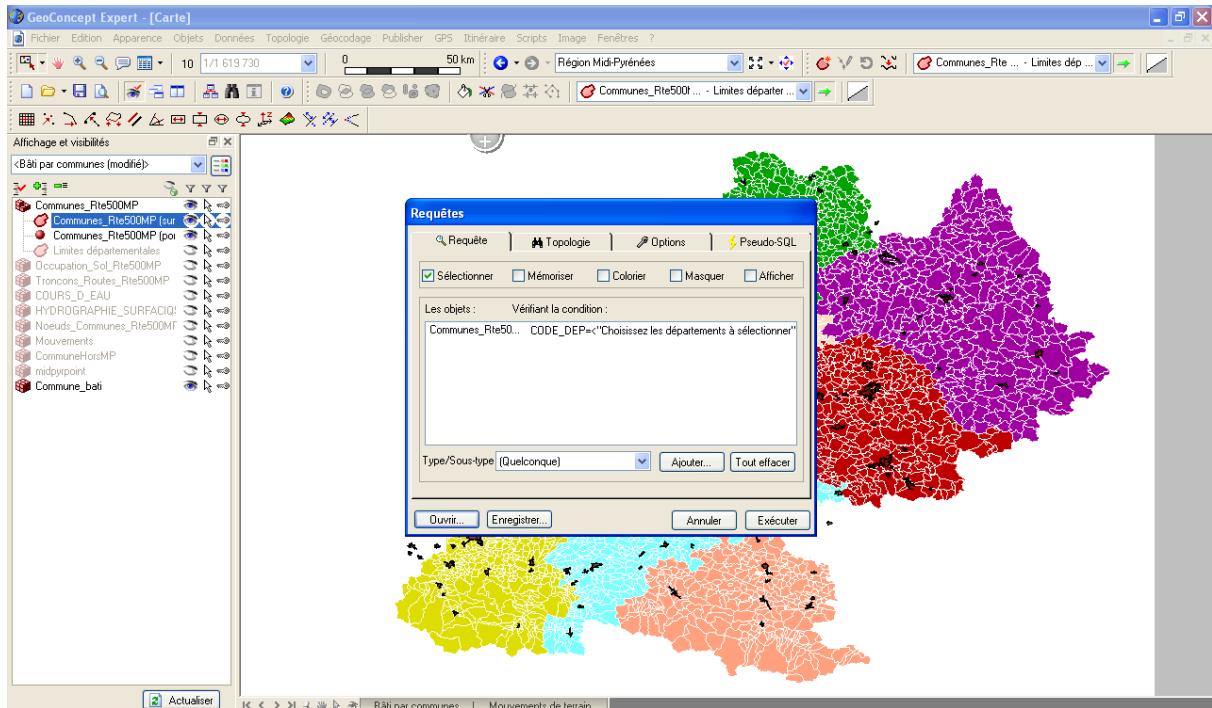 GeoConcept Expert - [Carte]
Fichier Edition Apparence Objets Données Topologie Géocodage Publisher GPS Itinéraire Scripts Image Fenêtres ?
10 1/1 619 730 0 50 km Région Midi-Pyrénées Communes_Rte ... - Limites dép ...
Communes_Rte500M ... - Limites départer ...
Affichage et visibilités
<Bâti par communes (modifié)>
Communes_Rte500MP
Communes_Rte500MP (sur
Communes_Rte500MP (poi
Limites départementales
Occupation_Sol_Rte500MP
Troncons_Routes_Rte500MP
COURS_D_EAU
HYDROGRAPHIE_SURFACIQ
Noeuds_Communes_Rte500MF
Mouvements
CommuneHorsMP
midpyrpoint
Commune_bati
Actualiser
Requêtes
Requête Topologie Options Pseudo-SQL
Sélectionner Mémoriser Colorier Masquer Afficher
Les objets : Vérifiant la condition :
Communes_Rte50... CODE_DEP=<"Choisissez les départements à sélectionner"
Type/Sous-type (Quelconque) Ajouter... Tout effacer
Ouvrir... Enregistrer... Annuler Exécuter
Bâti par communes | Mouvements de terrain